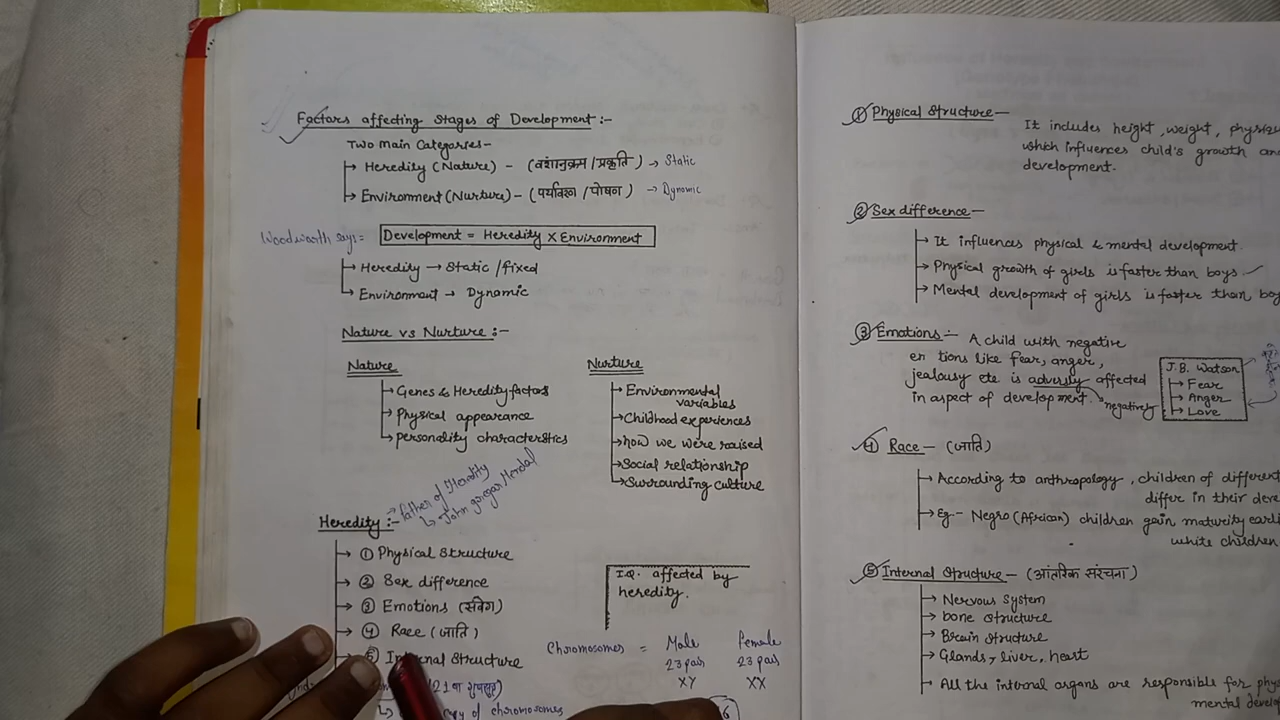 Factors affecting Stages of Development :-
Two Main Categories-
Heredity (Nature) - (वशांनुक्रम / प्रकृति) → Static
Environment (Nurture) - (पर्यावरण / पोषण) → Dynamic
Woodworth says = Development = Heredity X Environment
Heredity → Static / fixed
Environment → Dynamic
Nature vs Nurture :-
Nature
Genes & Heredity factors
Physical appearance
personality characteristics
Nurture
Environmental
variables
Childhood experiences
how we were raised
Social relationship
Surrounding culture
Heredity :-
→ father of Heredity
↳ John gregar Mendal
→ ① Physical Structure
→ ② Sex difference
→ ③ Emotions (संवेग)
→ ④ Race (जाति)
→ ⑤ Internal Structure
I.Q. affected by
heredity.
Chromosomes = Male Female
23 pair 23 pair
XY XX
copy of chromosomes
① Physical Structure —
It includes height, weight,
which influences child's growth
development.
② Sex difference —
→ It influences physical & mental development.
→ Physical growth of girls is faster than boys
→ Mental development of girls is faster than
③ Emotions :- A child with negative
tions like fear, anger,
jealousy etc is adversly affected
in aspect of development. negatively
J.B. Watson
→ Fear
→ Anger
→ Love
④ Race — (जाति)
→ According to anthropology, children of different
differ in their
→ Eg- Negro (African) children gain maturity
white children
⑤ Internal Structure — (आंतरिक संरचना)
→ Nervous System
→ bone structure
→ Brain structure
→ Glands, liver, heart
→ All the internal organs are responsible for
mental